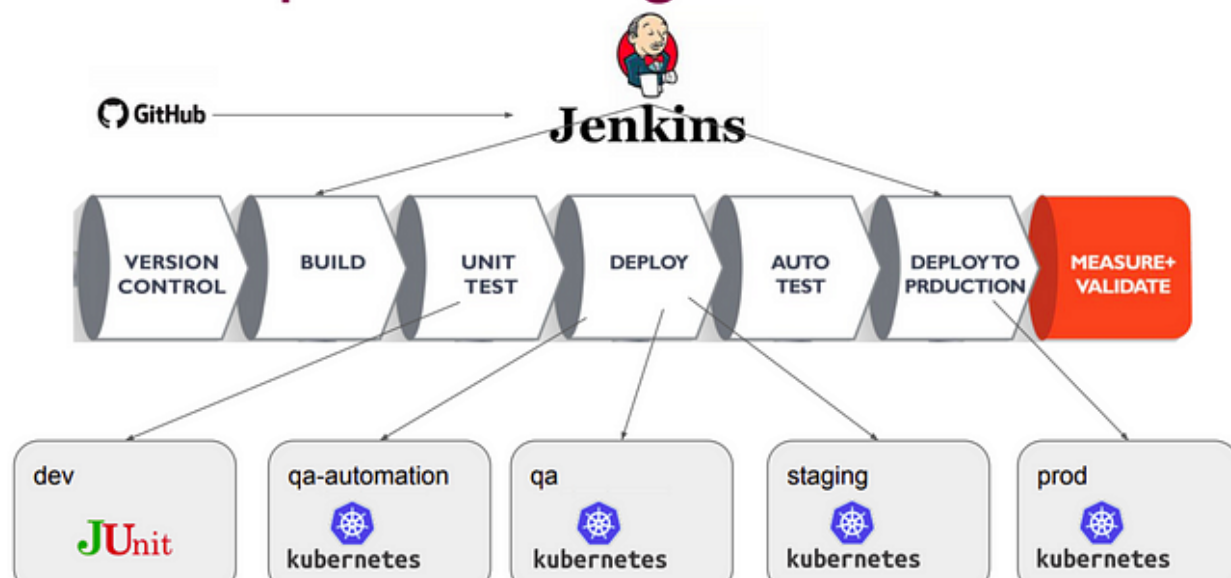 GitHub
Jenkins
VERSION
CONTROL
BUILD
UNIT
TEST
DEPLOY
AUTO
TEST
DEPLOY TO
PRDUCTION
MEASURE+
VALIDATE
dev
JUnit
qa-automation
kubernetes
qa
kubernetes
staging
kubernetes
prod
kubernetes